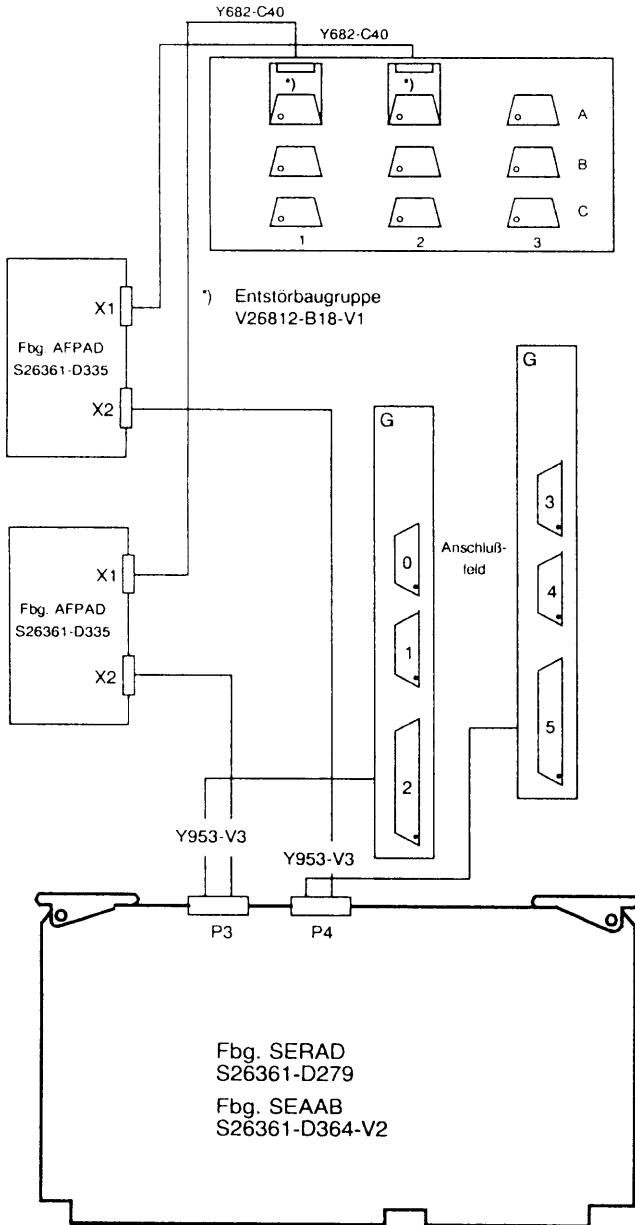 Y682-C40
Y682-C40
*)
*)
A
B
C
1
2
3
*) Entstörbaugruppe
V26812-B18-V1
X1
Fbg. AFPAD
S26361-D335
X2
G
G
3
0
Anschluß-
feld
4
X1
Fbg. AFPAD
S26361-D335
1
X2
5
2
Y953-V3
Y953-V3
P3
P4
Fbg. SERAD
S26361-D279
Fbg. SEAAB
S26361-D364-V2